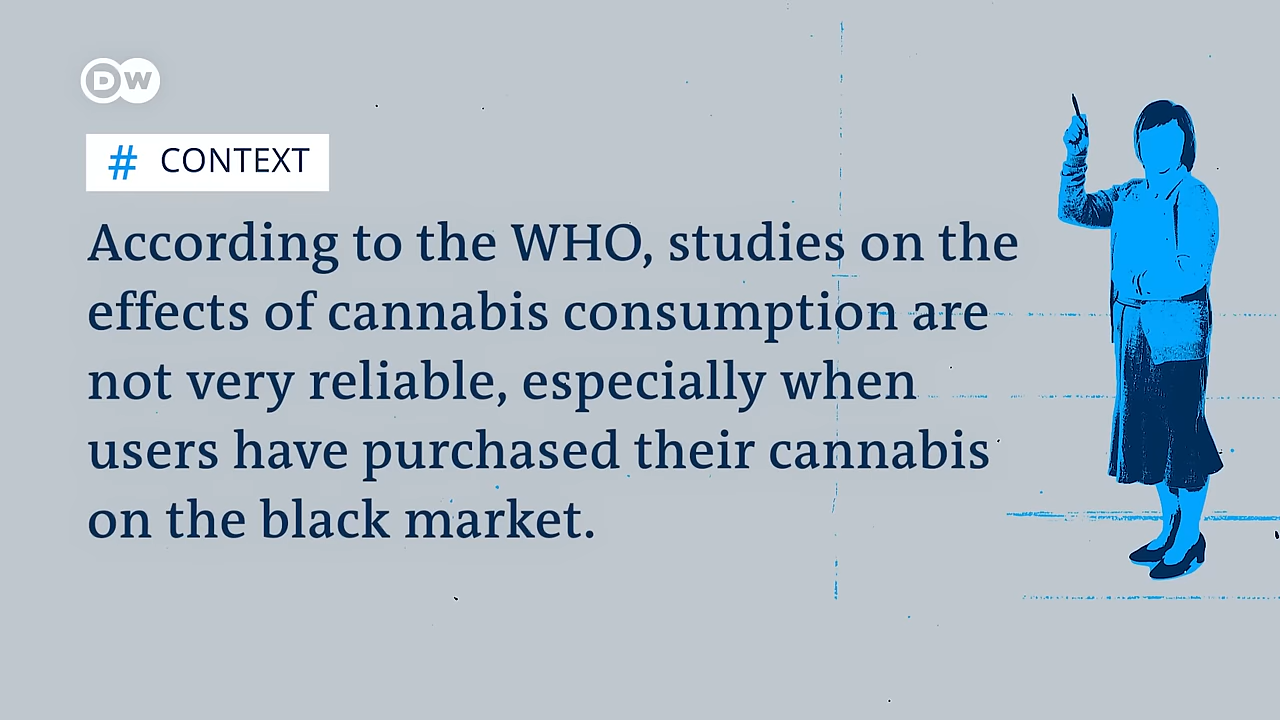 DW
# CONTEXT
According to the WHO, studies on the
effects of cannabis consumption are
not very reliable, especially when
users have purchased their cannabis
on the black market.